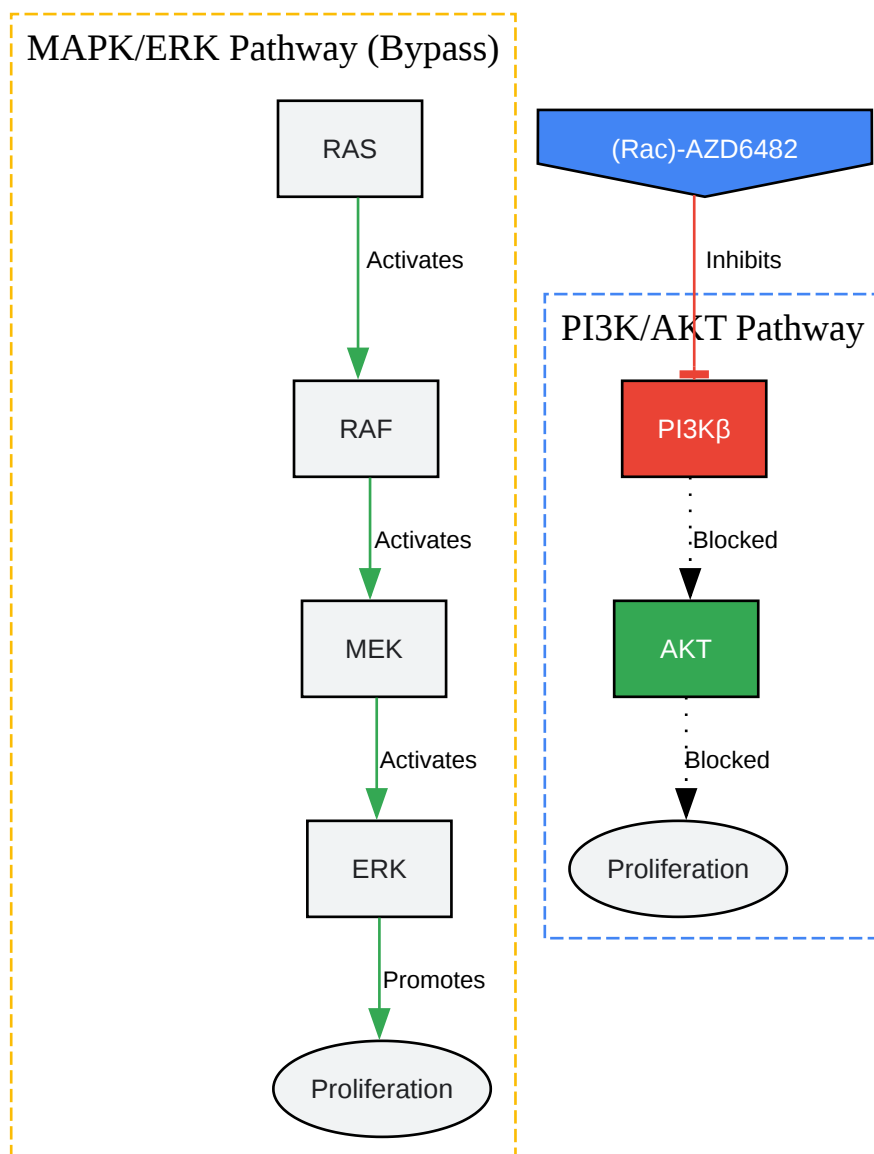 MAPK/ERK Pathway (Bypass)
RAS
Activates
RAF
Activates
MEK
Activates
ERK
Promotes
Proliferation
(Rac)-AZD6482
Inhibits
PI3K/AKT Pathway
PI3Kβ
Blocked
AKT
Blocked
Proliferation